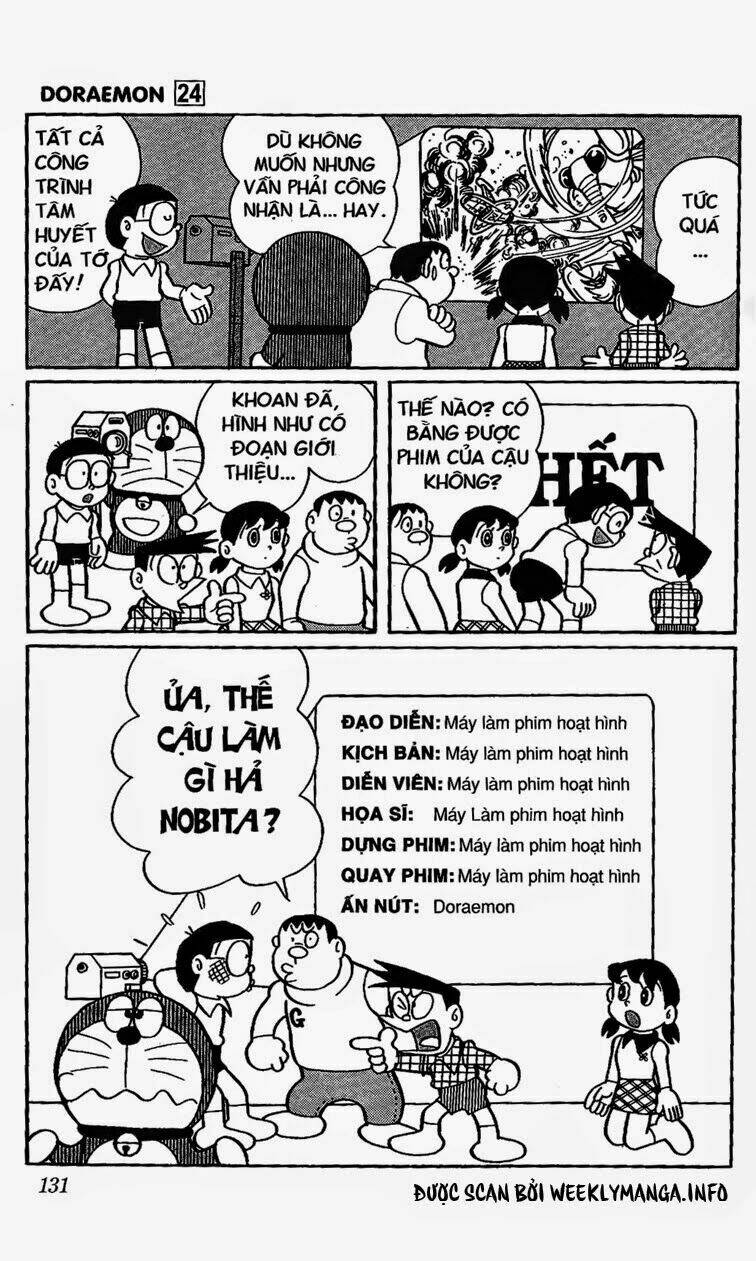 DORAEMON 24
TẤT CẢ
CÔNG
TRÌNH
TÂM
HUYẾT
CỦA TỚ
ĐẤY!
DÙ KHÔNG
MUỐN NHƯNG
VẪN PHẢI CÔNG
NHẬN LÀ... HAY.
TỨC
QUÁ
...
KHOAN ĐÃ,
HÌNH NHƯ CÓ
ĐOẠN GIỚI
THIỆU...
THẾ NÀO? CÓ
BẰNG ĐƯỢC
PHIM CỦA CẬU
KHÔNG?
HẾT
ỦA, THẾ
CẬU LÀM
GÌ HẢ
NOBITA?
ĐẠO DIỄN: Máy làm phim hoạt hình
KỊCH BẢN: Máy làm phim hoạt hình
DIỄN VIÊN: Máy làm phim hoạt hình
HỌA SĨ: Máy Làm phim hoạt hình
DỰNG PHIM: Máy làm phim hoạt hình
QUAY PHIM: Máy làm phim hoạt hình
ẤN NÚT: Doraemon
G
131
ĐƯỢC SCAN BỞI WEEKLYMANGA.INFO